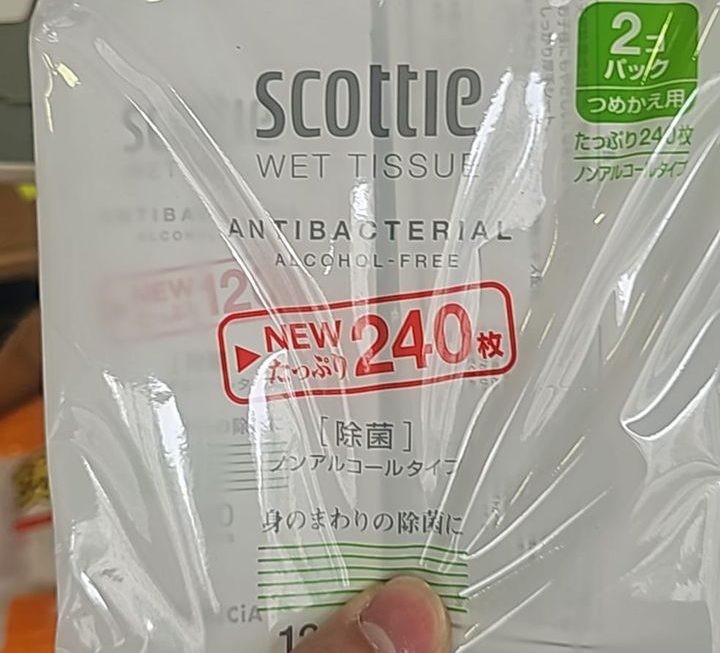 2コ
パック
つめかえ用
たっぷり240枚
ノンアルコールタイプ
scottie
WET TISSUE
ANTIBACTERIAL
ALCOHOL-FREE
NEW
たっぷり240枚
[除菌]
ノンアルコールタイプ
身のまわりの除菌に
NEW 12